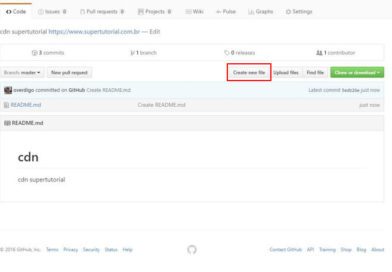 Code Issues 0 Pull requests 0 Projects 0 Wiki Pulse Graphs Settings
cdn supertutorial https://www.supertutorial.com.br — Edit
3 commits 1 branch 0 releases 1 contributor
Branch: master New pull request Create new file Upload files Find file Clone or download
overdigo committed on GitHub Create README.md Latest commit just now
README.md Create README.md just now
README.md
cdn
cdn supertutorial
© 2016 GitHub, Inc. Terms Privacy Security Status Help Contact GitHub API Training Shop Blog About